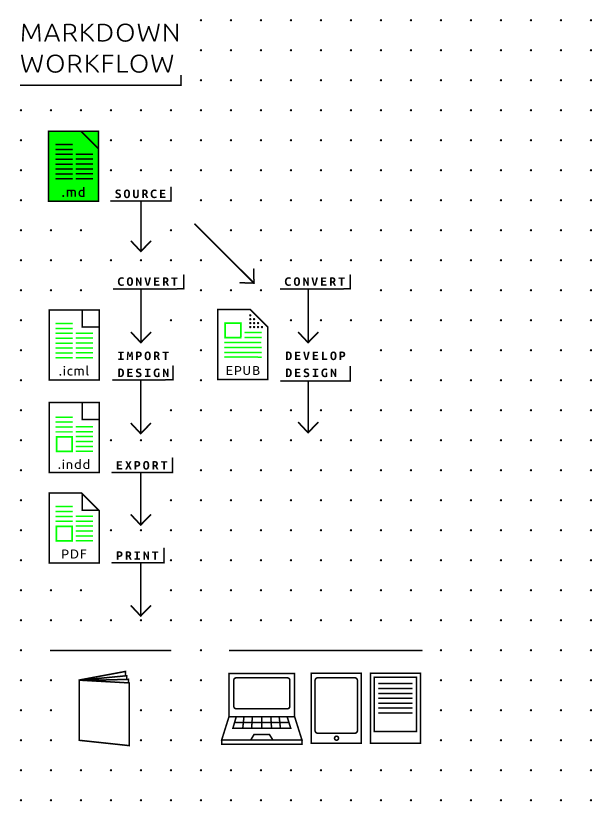 MARKDOWN
WORKFLOW
.md
SOURCE
CONVERT
CONVERT
.icml
IMPORT
DESIGN
EPUB
DEVELOP
DESIGN
.indd
EXPORT
PDF
PRINT